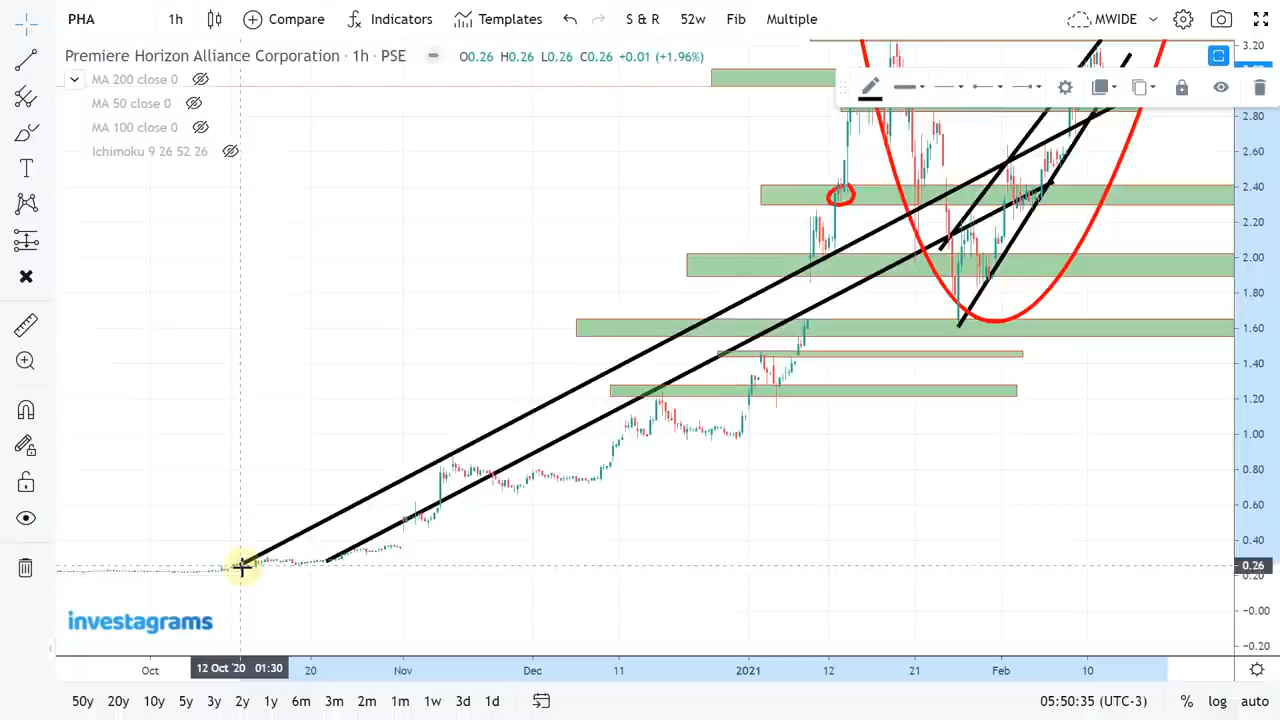 PHA 1h Compare Indicators Templates S & R 52w Fib Multiple MWIDE
Premiere Horizon Alliance Corporation · 1h · PSE O0.26 H0.26 L0.26 C0.26 +0.01 (+1.96%)
MA 200 close 0
MA 50 close 0
MA 100 close 0
Ichimoku 9 26 52 26
3.20
2.80
2.60
2.40
2.20
2.00
1.80
1.60
1.40
1.20
1.00
0.80
0.60
0.40
0.26
0.20
−0.00
−0.20
investagrams
Oct 12 Oct '20 01:30 20 Nov Dec 11 2021 12 21 Feb 10
50y 20y 10y 5y 3y 2y 1y 6m 3m 2m 1m 1w 3d 1d 05:50:35 (UTC-3) % log auto